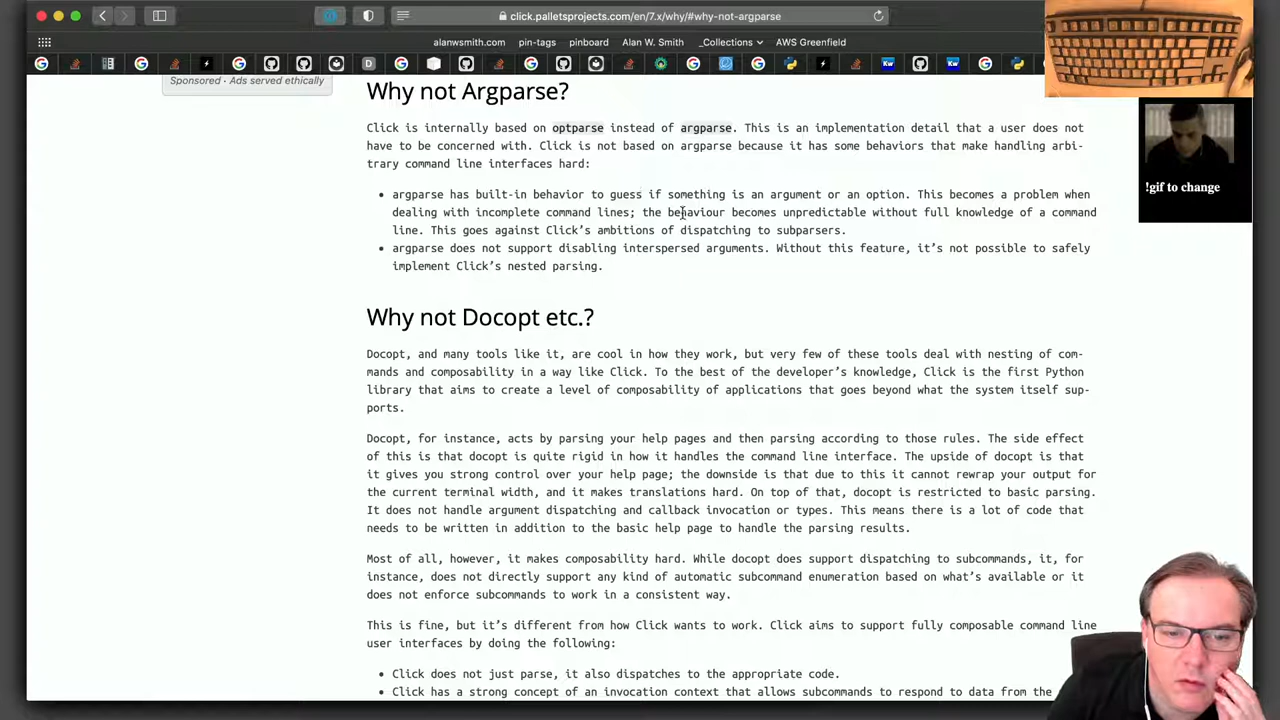 click.palletsprojects.com/en/7.x/why/#why-not-argparse
alanwsmith.com pin-tags pinboard Alan W. Smith _Collections AWS Greenfield
Sponsored · Ads served ethically
Why not Argparse?
Click is internally based on optparse instead of argparse. This is an implementation detail that a user does not
have to be concerned with. Click is not based on argparse because it has some behaviors that make handling arbi-
trary command line interfaces hard:
• argparse has built-in behavior to guess if something is an argument or an option. This becomes a problem when
dealing with incomplete command lines; the behaviour becomes unpredictable without full knowledge of a command
line. This goes against Click’s ambitions of dispatching to subparsers.
• argparse does not support disabling interspersed arguments. Without this feature, it’s not possible to safely
implement Click’s nested parsing.
!gif to change
Why not Docopt etc.?
Docopt, and many tools like it, are cool in how they work, but very few of these tools deal with nesting of com-
mands and composability in a way like Click. To the best of the developer’s knowledge, Click is the first Python
library that aims to create a level of composability of applications that goes beyond what the system itself sup-
ports.
Docopt, for instance, acts by parsing your help pages and then parsing according to those rules. The side effect
of this is that docopt is quite rigid in how it handles the command line interface. The upside of docopt is that
it gives you strong control over your help page; the downside is that due to this it cannot rewrap your output for
the current terminal width, and it makes translations hard. On top of that, docopt is restricted to basic parsing.
It does not handle argument dispatching and callback invocation or types. This means there is a lot of code that
needs to be written in addition to the basic help page to handle the parsing results.
Most of all, however, it makes composability hard. While docopt does support dispatching to subcommands, it, for
instance, does not directly support any kind of automatic subcommand enumeration based on what’s available or it
does not enforce subcommands to work in a consistent way.
This is fine, but it’s different from how Click wants to work. Click aims to support fully composable command line
user interfaces by doing the following:
• Click does not just parse, it also dispatches to the appropriate code.
• Click has a strong concept of an invocation context that allows subcommands to respond to data from the